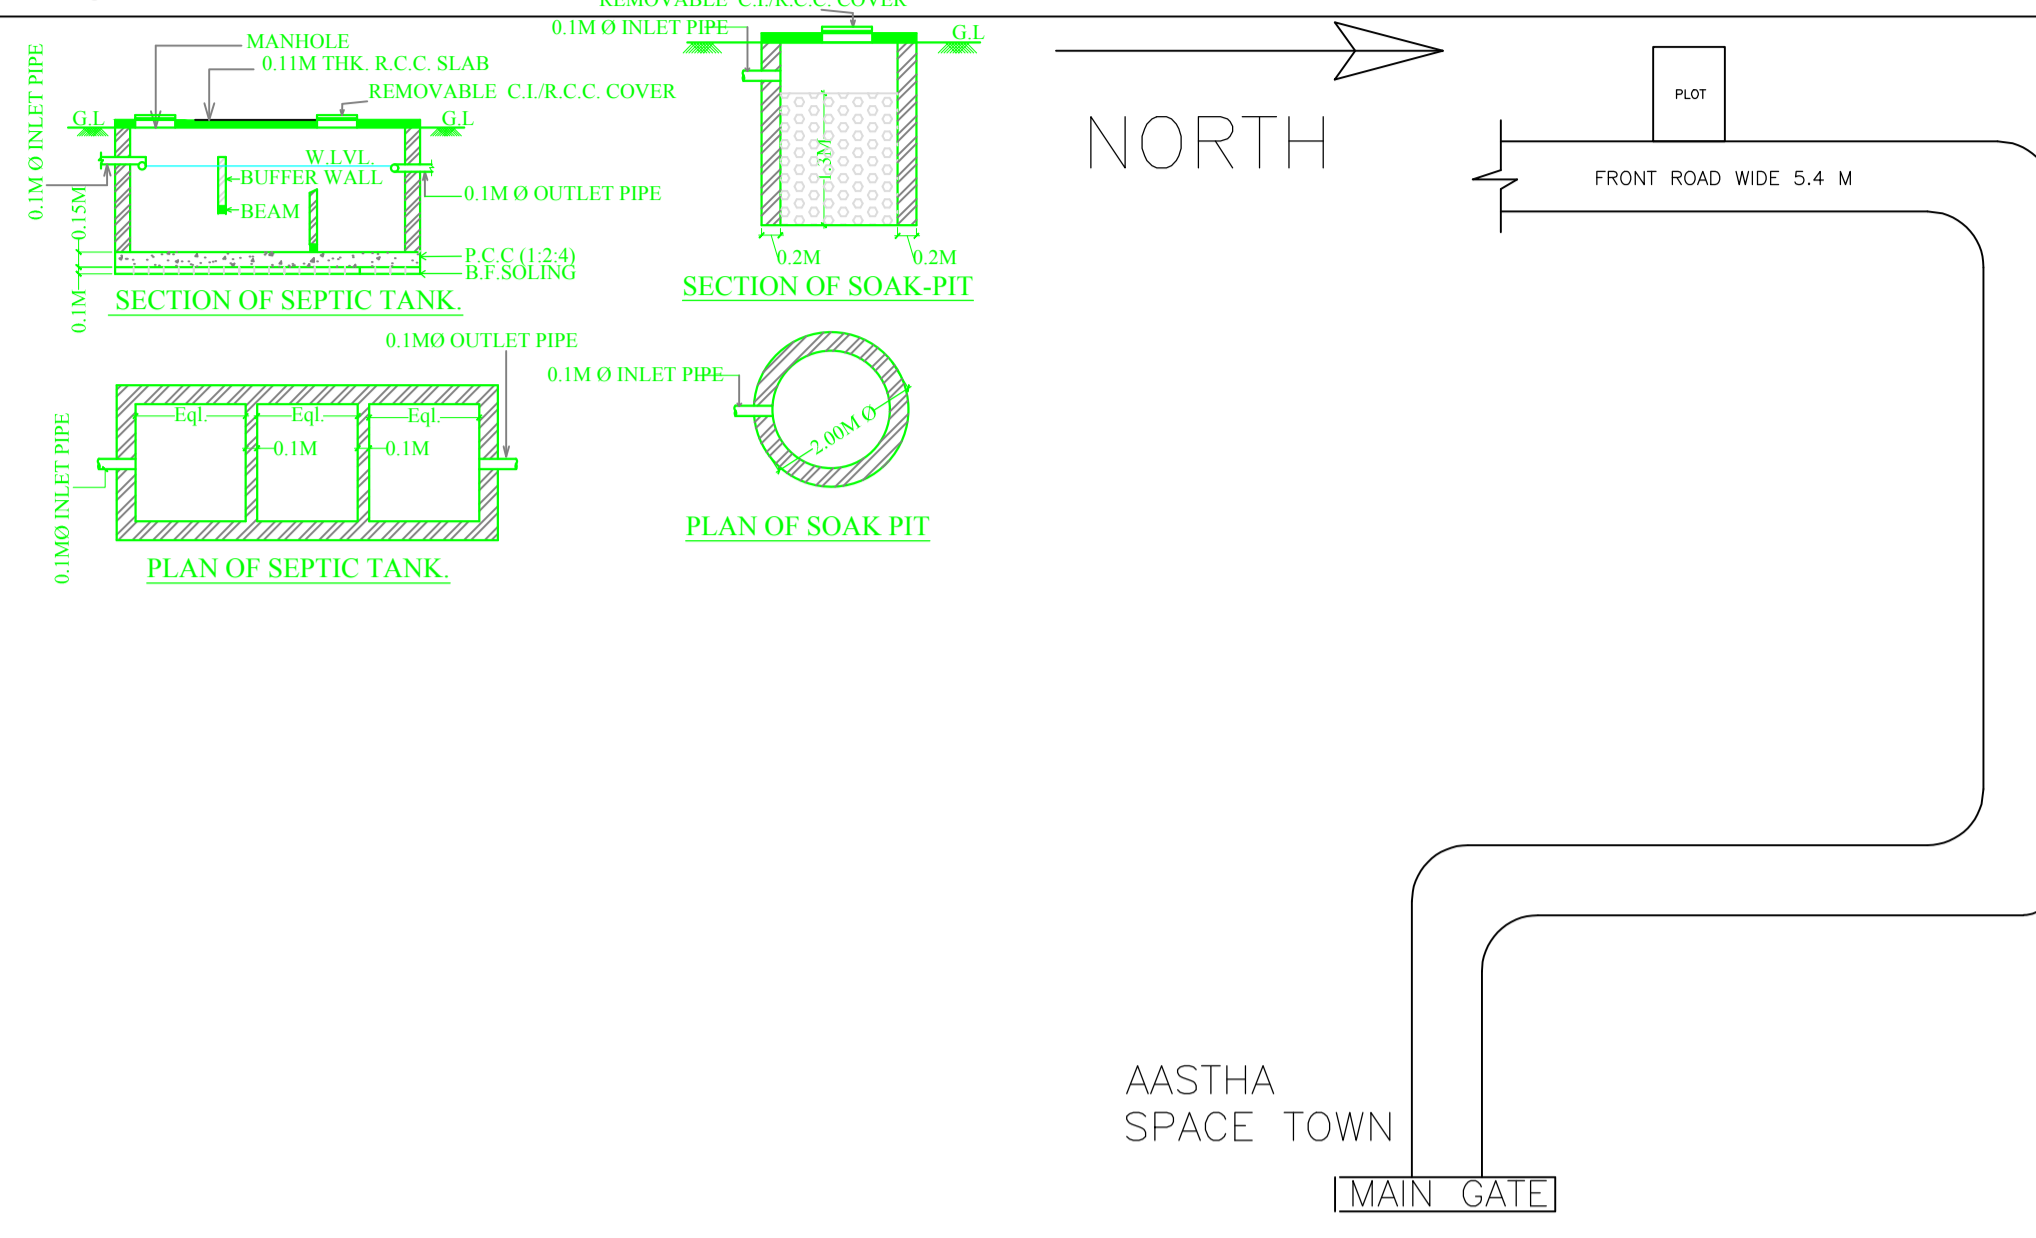 MANHOLE
0.11M THK. R.C.C. SLAB
REMOVABLE C.I./R.C.C. COVER
G.L
G.L
0.1M Ø INLET PIPE
W.LVL.
BUFFER WALL
BEAM
0.1M Ø OUTLET PIPE
0.15M
P.C.C (1:2:4)
B.F.SOLING
0.1M
SECTION OF SEPTIC TANK.
REMOVABLE C.I./R.C.C. COVER
0.1M Ø INLET PIPE
G.L
1.3M
0.2M
0.2M
SECTION OF SOAK-PIT
0.1MØ OUTLET PIPE
Eql.
Eql.
Eql.
0.1M
0.1M
0.1MØ INLET PIPE
PLAN OF SEPTIC TANK.
0.1M Ø INLET PIPE
2.00M Ø
PLAN OF SOAK PIT
NORTH
PLOT
FRONT ROAD WIDE 5.4 M
AASTHA
SPACE TOWN
MAIN GATE